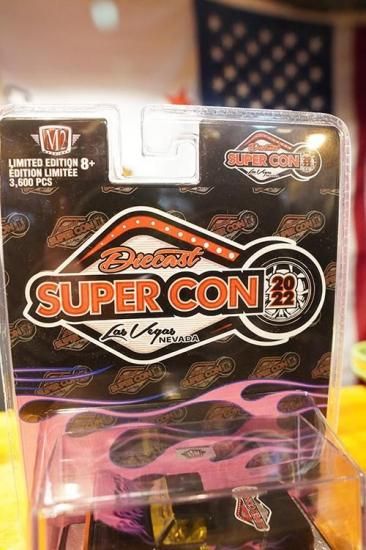 M2
LIMITED EDITION 8+
ÉDITION LIMITÉE
3,600 PCS
Diecast
SUPER CON
Las Vegas
Diecast
SUPER CON
2022
Las Vegas
NEVADA